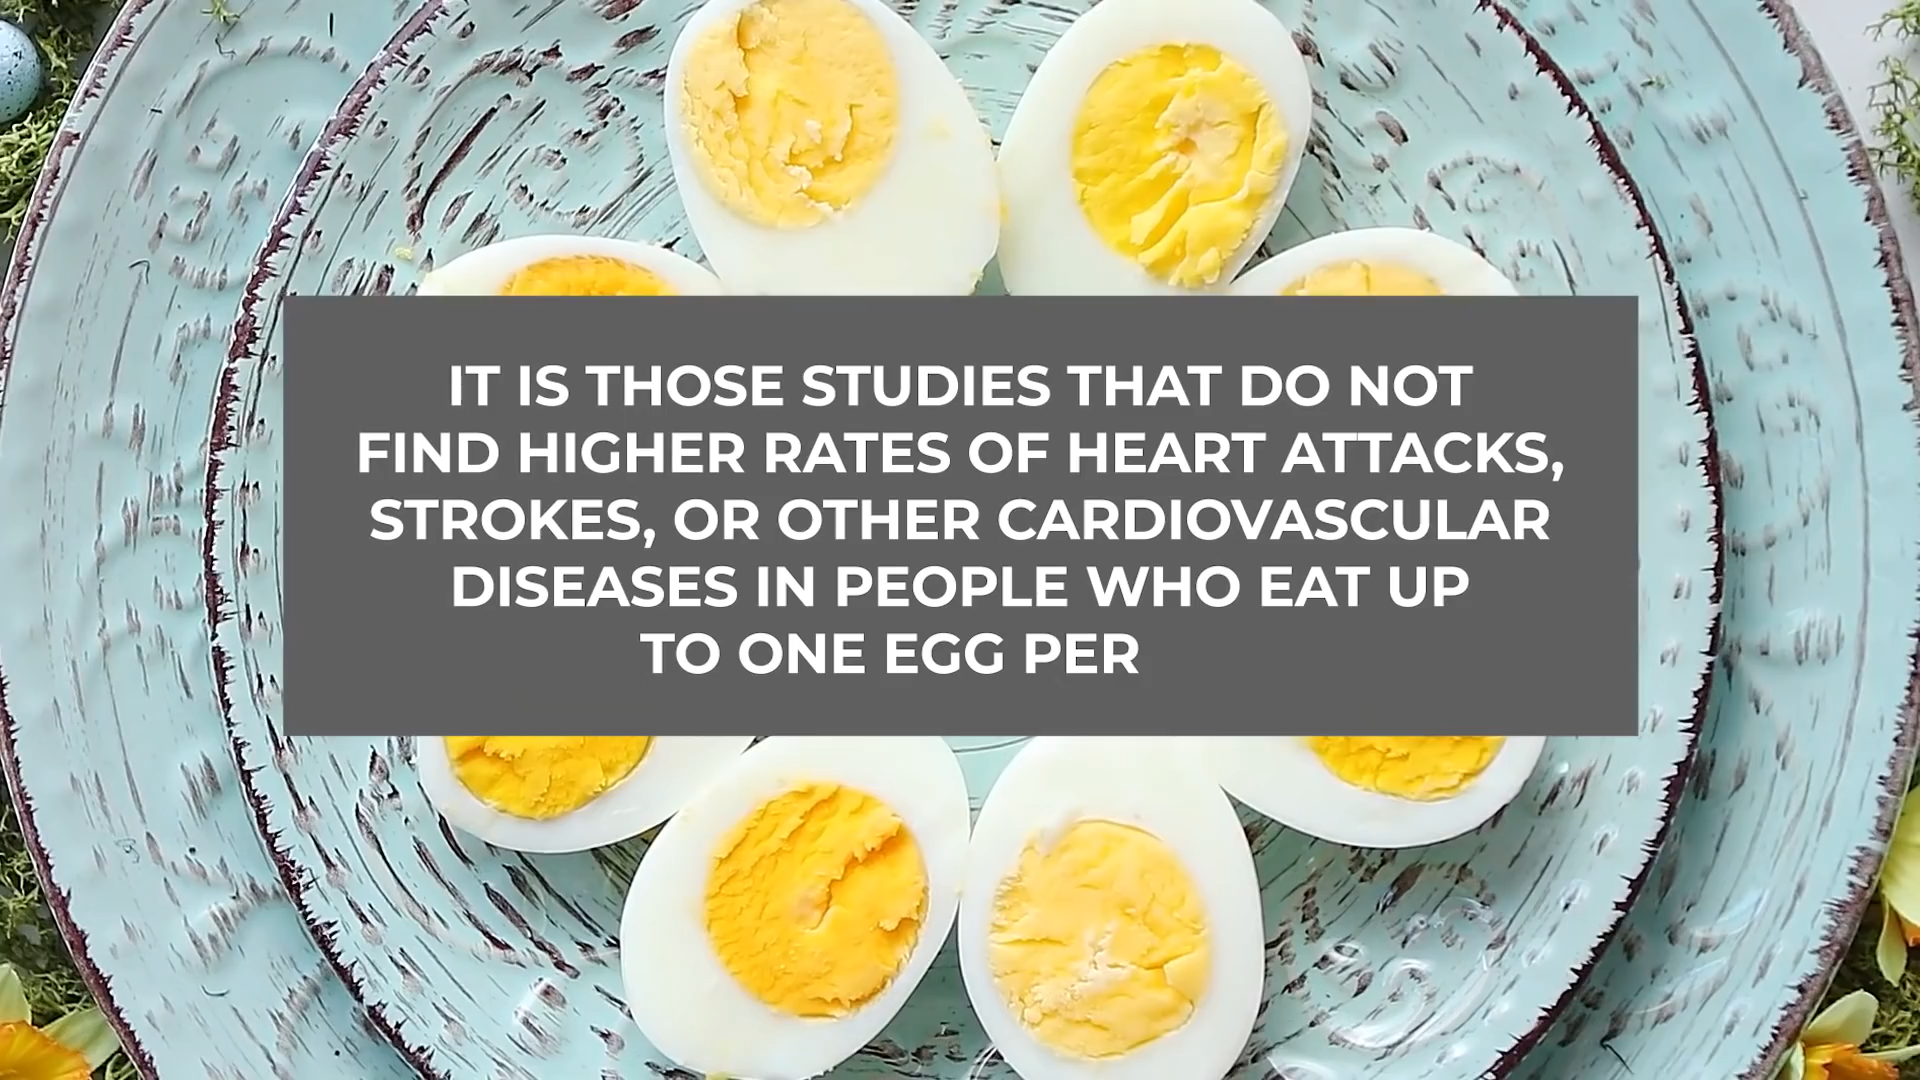 IT IS THOSE STUDIES THAT DO NOT
FIND HIGHER RATES OF HEART ATTACKS,
STROKES, OR OTHER CARDIOVASCULAR
DISEASES IN PEOPLE WHO EAT UP
TO ONE EGG PER